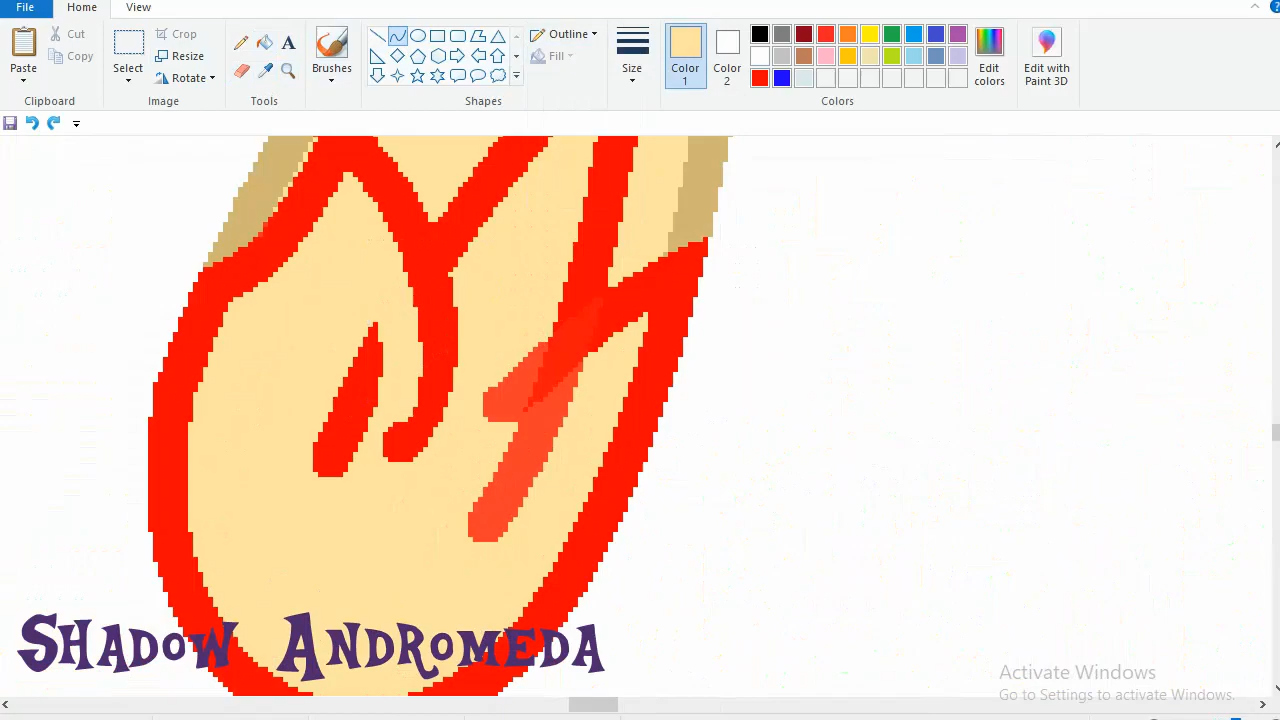 File Home View
Cut
Copy
Paste
Clipboard
Select
Crop
Resize
Rotate
Image
A
Tools
Brushes
Shapes
Outline
Fill
Size
Color 1
Color 2
Colors
Edit colors
Edit with Paint 3D
Shadow Andromeda
Activate Windows
Go to Settings to activate Windows.